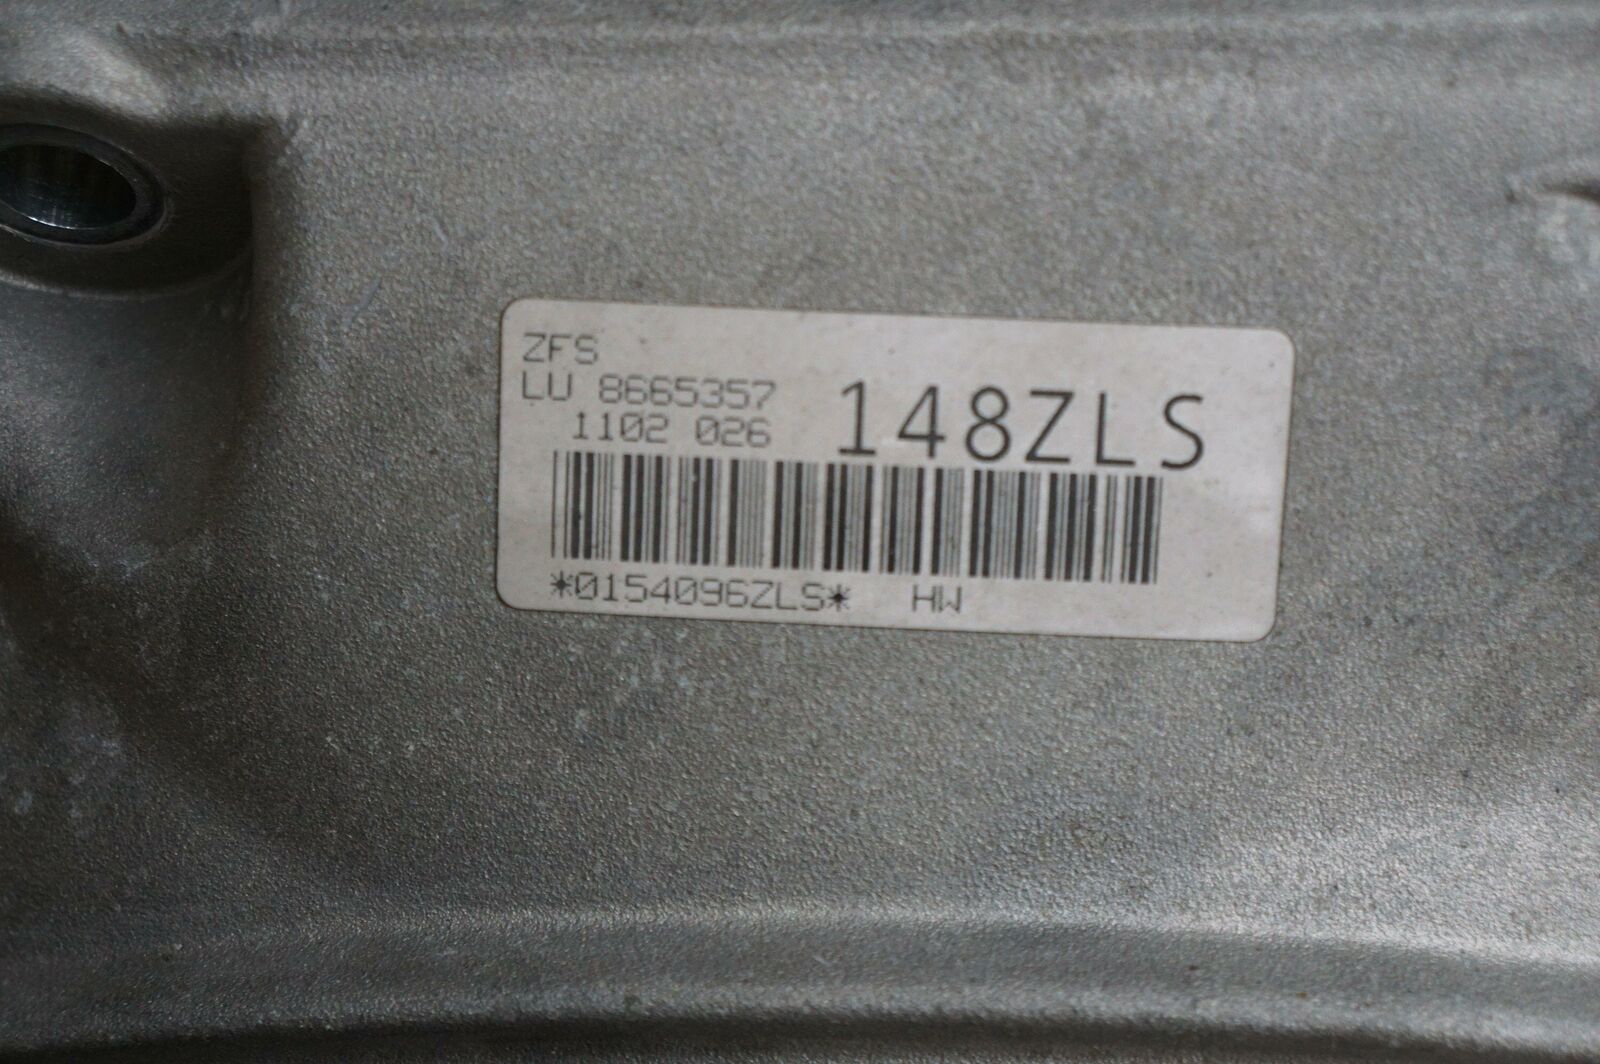 ZFS
LU 8665357
1102 026
148ZLS
*0154096ZLS* HW